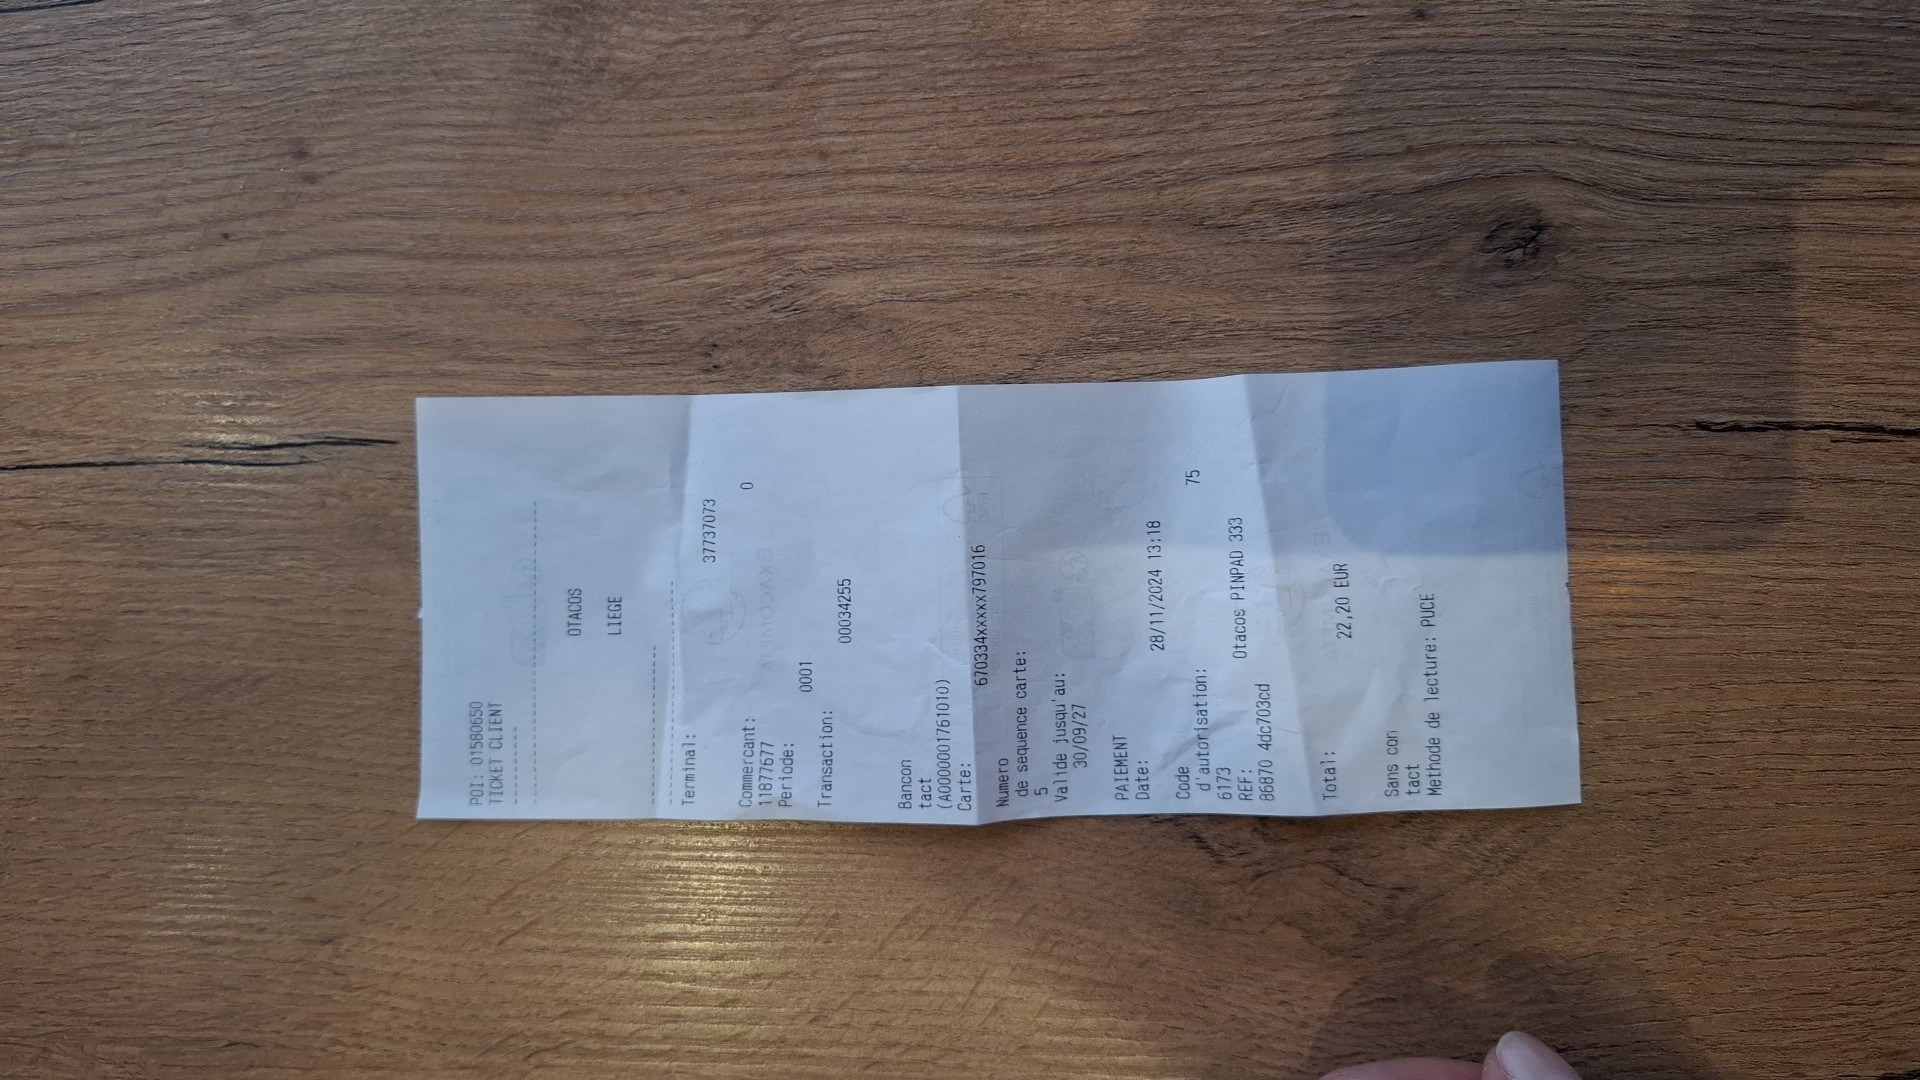 POI: 01580650
TICKET CLIENT
OTACOS
LIEGE
Terminal: 37737073
Commercant: 0
11877677
Periode:
0001
Transaction:
00034255
Bancon
tact
(A0000001761010)
Carte:
670334xxxxx797016
Numero
de sequence carte:
5
Valide jusqu'au:
30/09/27
PAIEMENT
Date: 28/11/2024 13:18
Code
d'autorisation: 75
6173
REF: Otacos PINPAD 333
86870 4dc703cd
Total: 22,20 EUR
Sans con
tact
Methode de lecture: PUCE